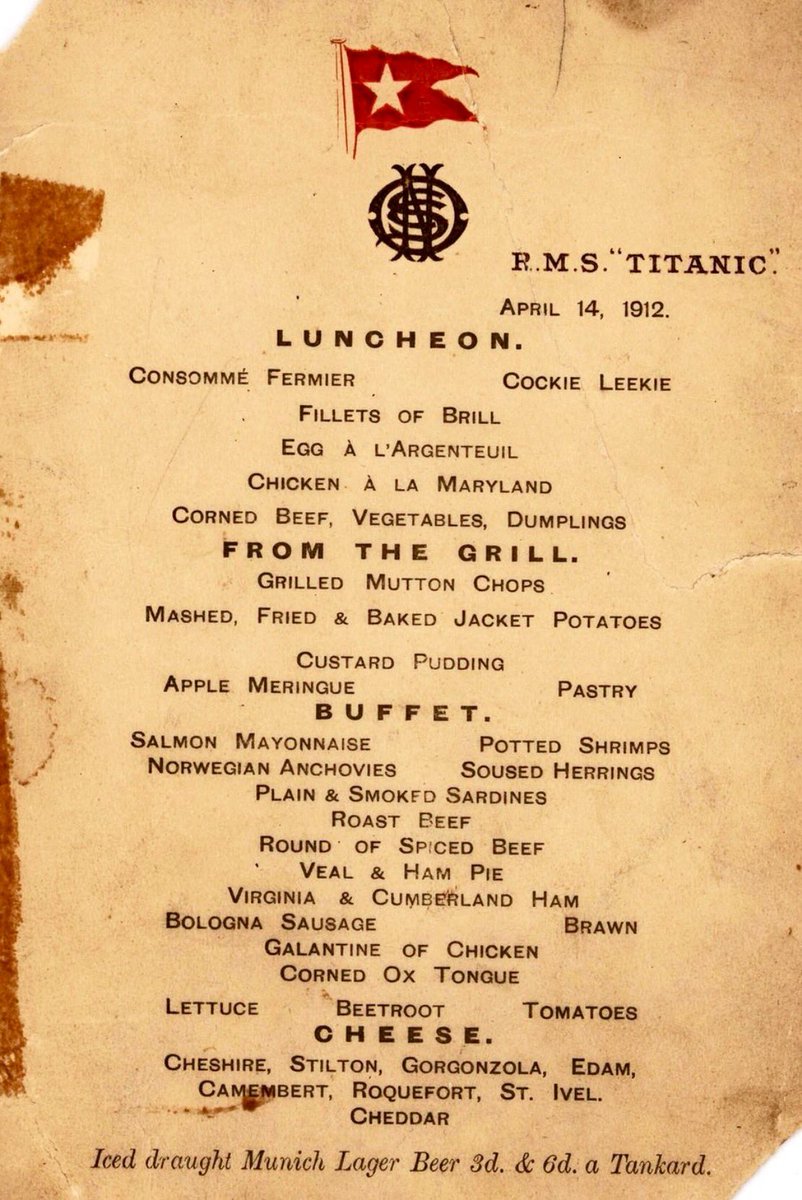 R.M.S. "TITANIC."
APRIL 14, 1912.
LUNCHEON.
CONSOMMÉ FERMIER COCKIE LEEKIE
FILLETS OF BRILL
EGG À L'ARGENTEUIL
CHICKEN À LA MARYLAND
CORNED BEEF, VEGETABLES, DUMPLINGS
FROM THE GRILL.
GRILLED MUTTON CHOPS
MASHED, FRIED & BAKED JACKET POTATOES
CUSTARD PUDDING
APPLE MERINGUE PASTRY
BUFFET.
SALMON MAYONNAISE POTTED SHRIMPS
NORWEGIAN ANCHOVIES SOUSED HERRINGS
PLAIN & SMOKED SARDINES
ROAST BEEF
ROUND OF SPICED BEEF
VEAL & HAM PIE
VIRGINIA & CUMBERLAND HAM
BOLOGNA SAUSAGE BRAWN
GALANTINE OF CHICKEN
CORNED OX TONGUE
LETTUCE BEETROOT TOMATOES
CHEESE.
CHESHIRE, STILTON, GORGONZOLA, EDAM,
CAMEMBERT, ROQUEFORT, ST. IVEL.
CHEDDAR
Iced draught Munich Lager Beer 3d. & 6d. a Tankard.